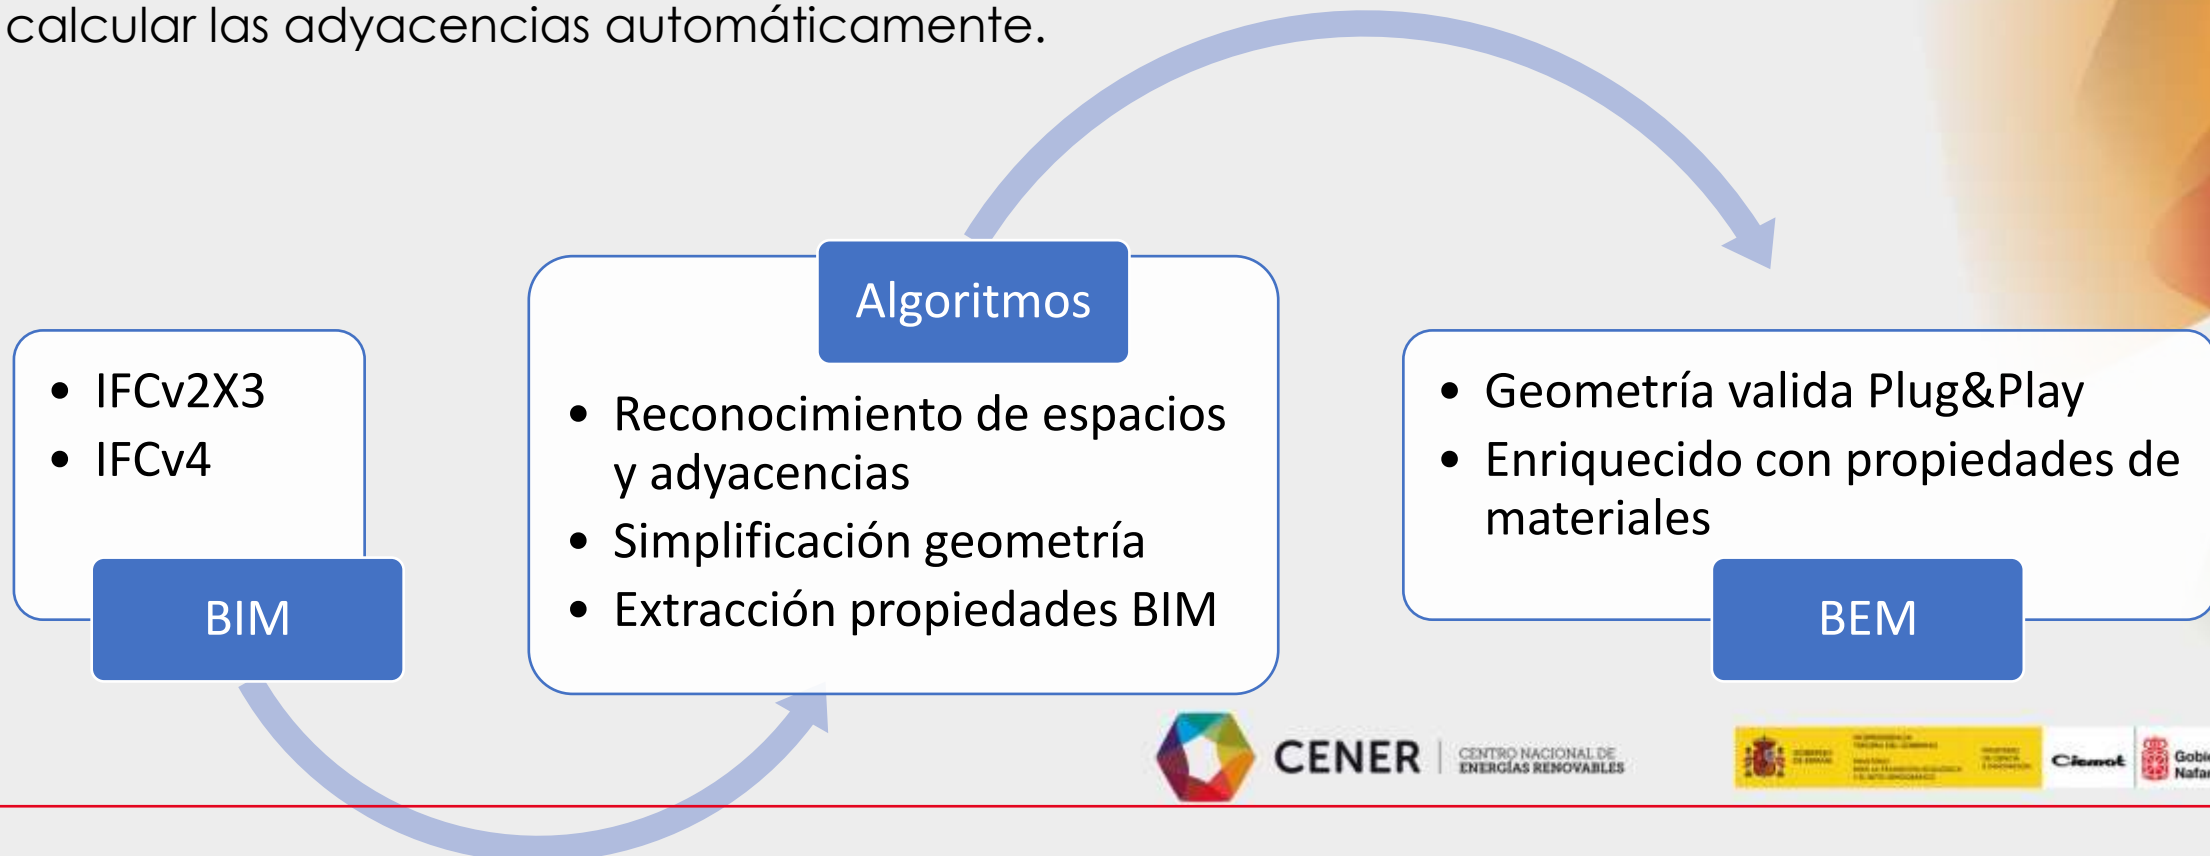 calcular las adyacencias automáticamente.
• IFCv2X3
• IFCv4
BIM
Algoritmos
• Reconocimiento de espacios
y adyacencias
• Simplificación geometría
• Extracción propiedades BIM
• Geometría valida Plug&Play
• Enriquecido con propiedades de
materiales
BEM
CENER
CENTRO NACIONAL DE
ENERGÍAS RENOVABLES
Ciemat